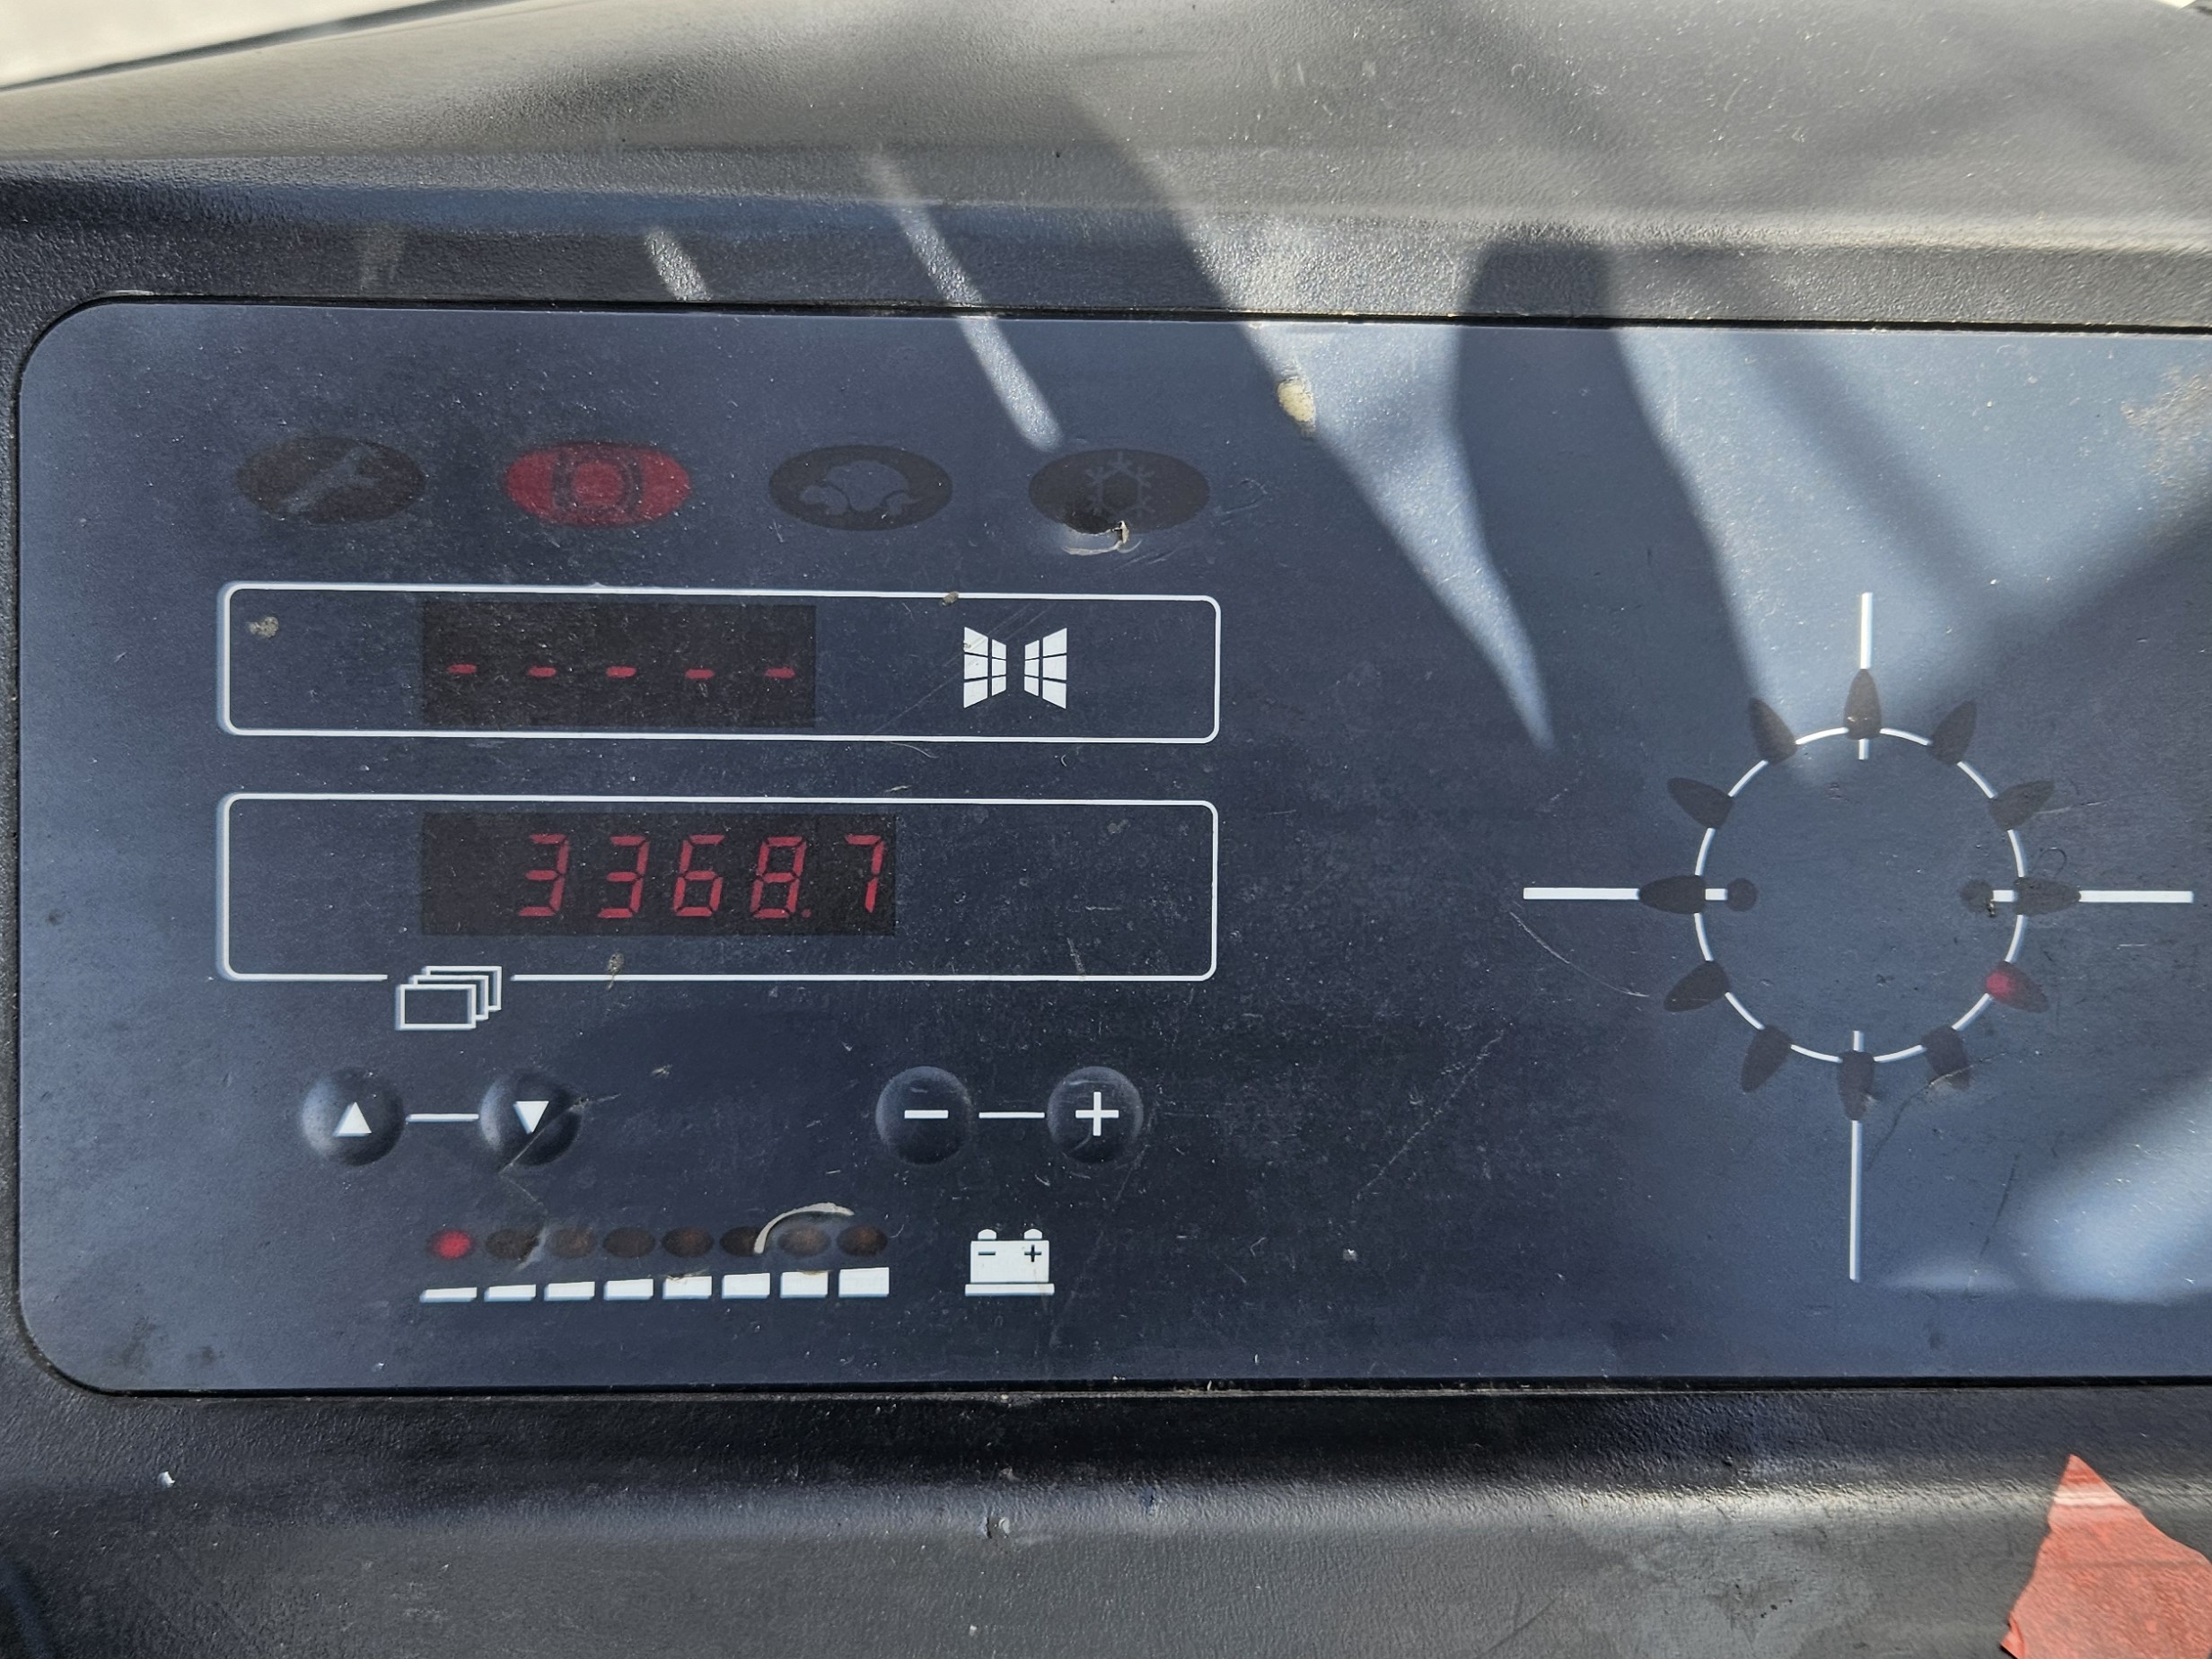 - - - - -
3368.7
- +
- +